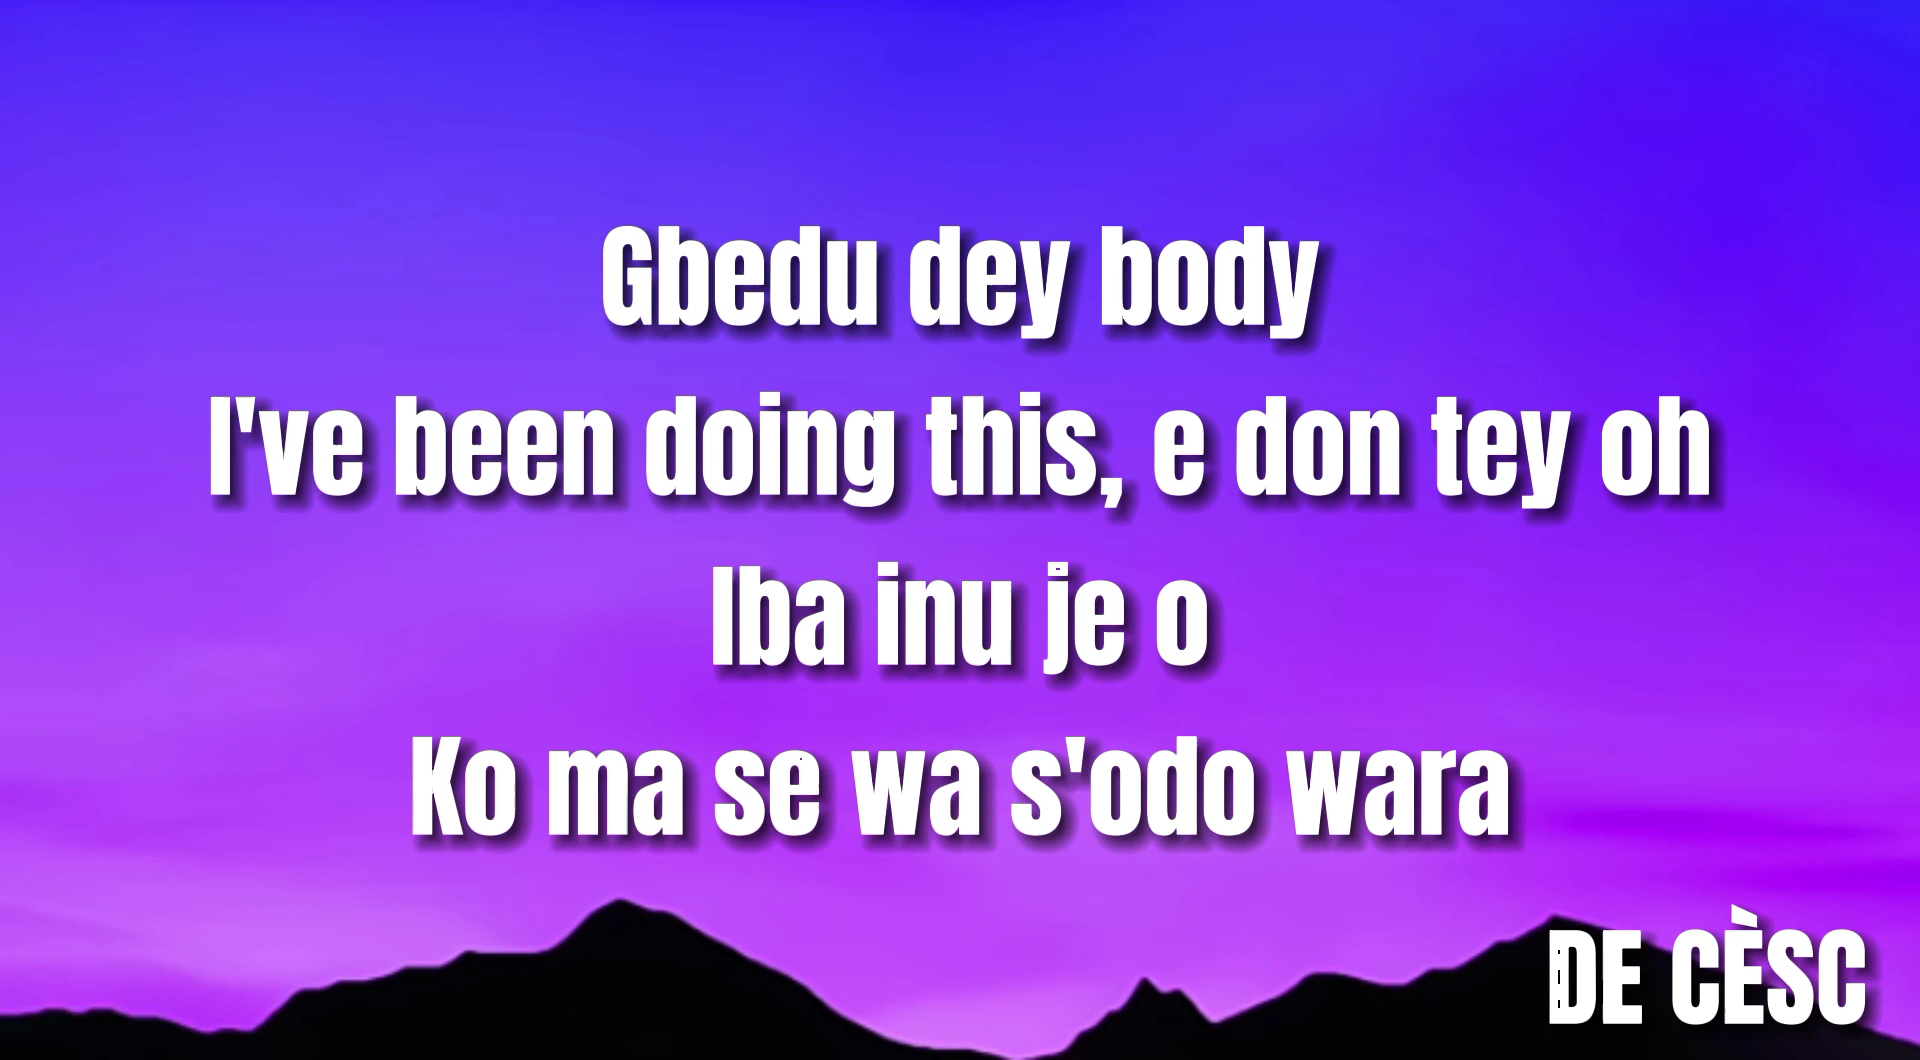 Gbedu dey body
I've been doing this, e don tey oh
Iba inu je o
Ko ma se wa s'odo wara
DE CÈSC